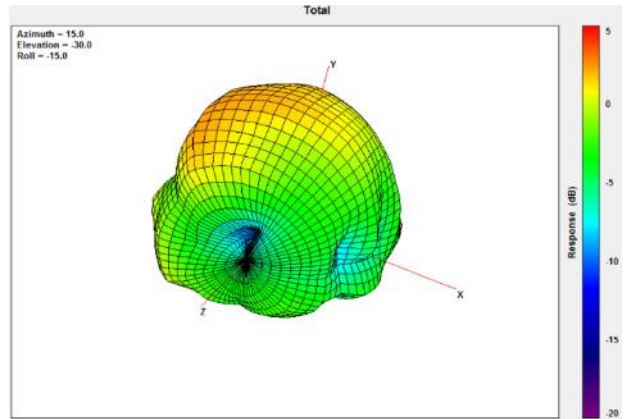 Total
Azimuth = 15.0
Elevation = -30.0
Roll = -15.0
Y
X
Z
5
0
-5
-10
-15
-20
Response (dB)